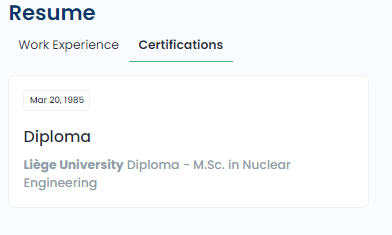 Resume
Work Experience Certifications
Mar 20, 1985
Diploma
Liège University Diploma - M.Sc. in Nuclear
Engineering